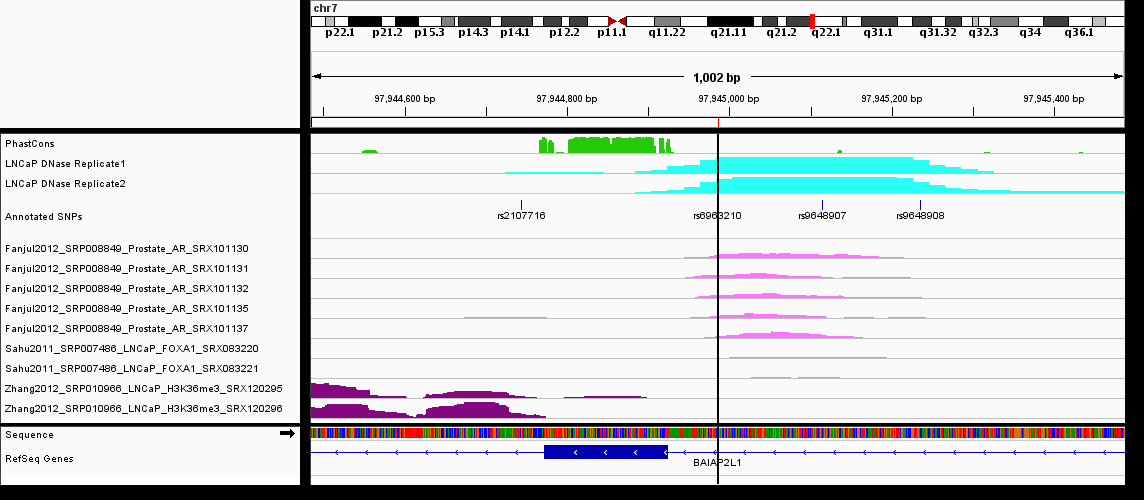 chr7
p22.1 p21.2 p15.3 p14.3 p14.1 p12.2 p11.1 q11.22 q21.11 q21.2 q22.1 q31.1 q31.32 q32.3 q34 q36.1
1,002 bp
97,944,600 bp 97,944,800 bp 97,945,000 bp 97,945,200 bp 97,945,400 bp
PhastCons
LNCaP DNase Replicate1
LNCaP DNase Replicate2
Annotated SNPs
rs2107716 rs6963210 rs9648907 rs9648908
Fanjul2012_SRP008849_Prostate_AR_SRX101130
Fanjul2012_SRP008849_Prostate_AR_SRX101131
Fanjul2012_SRP008849_Prostate_AR_SRX101132
Fanjul2012_SRP008849_Prostate_AR_SRX101135
Fanjul2012_SRP008849_Prostate_AR_SRX101137
Sahu2011_SRP007486_LNCaP_FOXA1_SRX083220
Sahu2011_SRP007486_LNCaP_FOXA1_SRX083221
Zhang2012_SRP010966_LNCaP_H3K36me3_SRX120295
Zhang2012_SRP010966_LNCaP_H3K36me3_SRX120296
Sequence
RefSeq Genes
BAIAP2L1